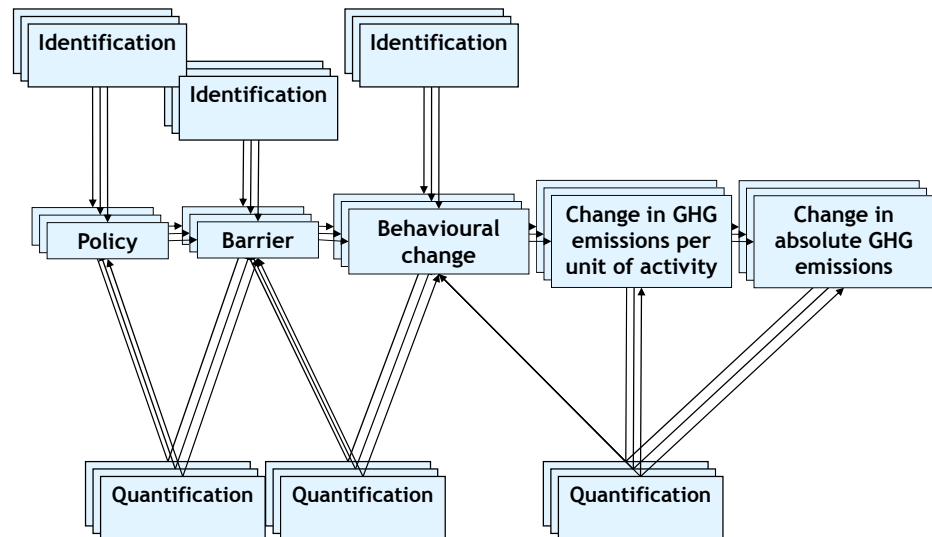 Identification
Identification
Identification
Policy
Barrier
Behavioural
change
Change in GHG
emissions per
unit of activity
Change in
absolute GHG
emissions
Quantification
Quantification
Quantification